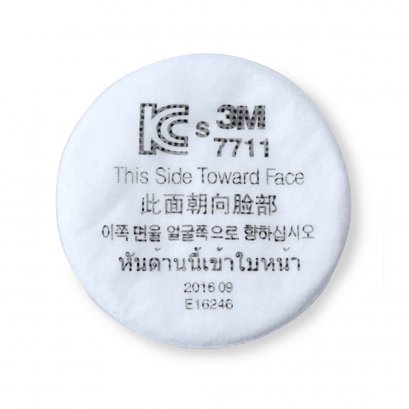 KCs 3M
7711
This Side Toward Face
此面朝向脸部
이쪽 면을 얼굴쪽으로 향하십시오
หันด้านนี้เข้าใบหน้า
2016 09
E16246